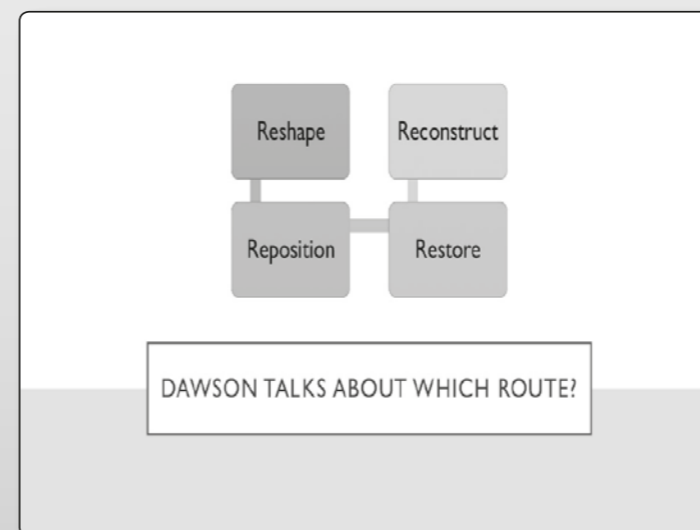 Reshape
Reposition
Restore
Reconstruct
DAWSON TALKS ABOUT WHICH ROUTE?